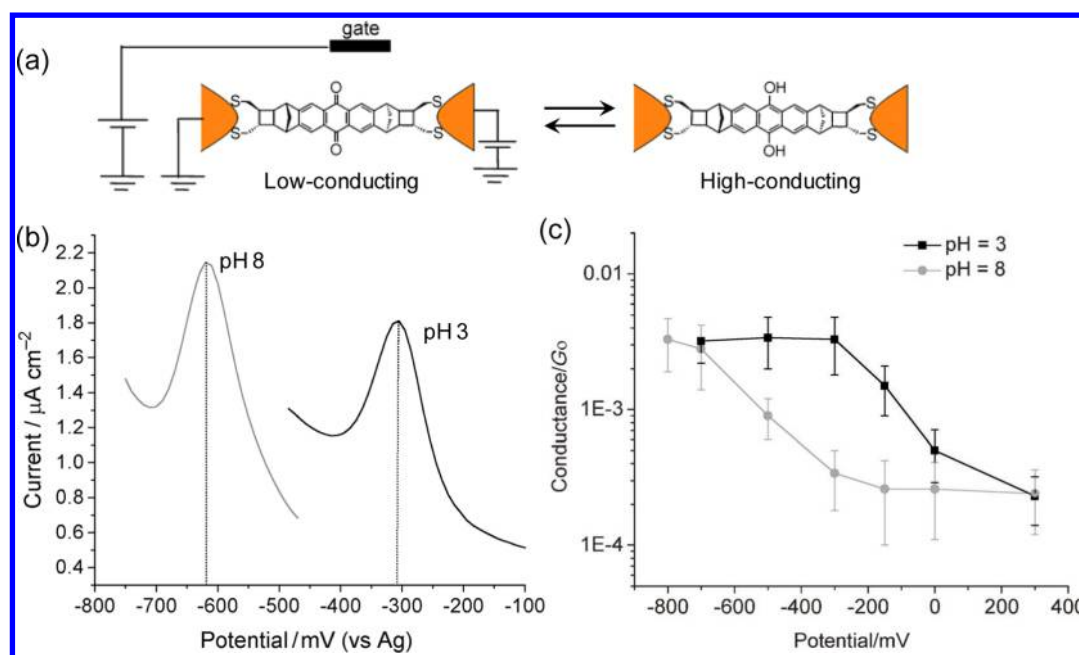 (a)
gate
S O S
S O S
Low-conducting
OH
S S
S S
OH
High-conducting
(b)
Current / μA cm⁻²
2.2
2.0
1.8
1.6
1.4
1.2
1.0
0.8
0.6
0.4
pH 8
pH 3
-800 -700 -600 -500 -400 -300 -200 -100
Potential / mV (vs Ag)
(c)
Conductance/Go
0.01
1E-3
1E-4
pH = 3
pH = 8
-800 -600 -400 -200 0 200 400
Potential/mV